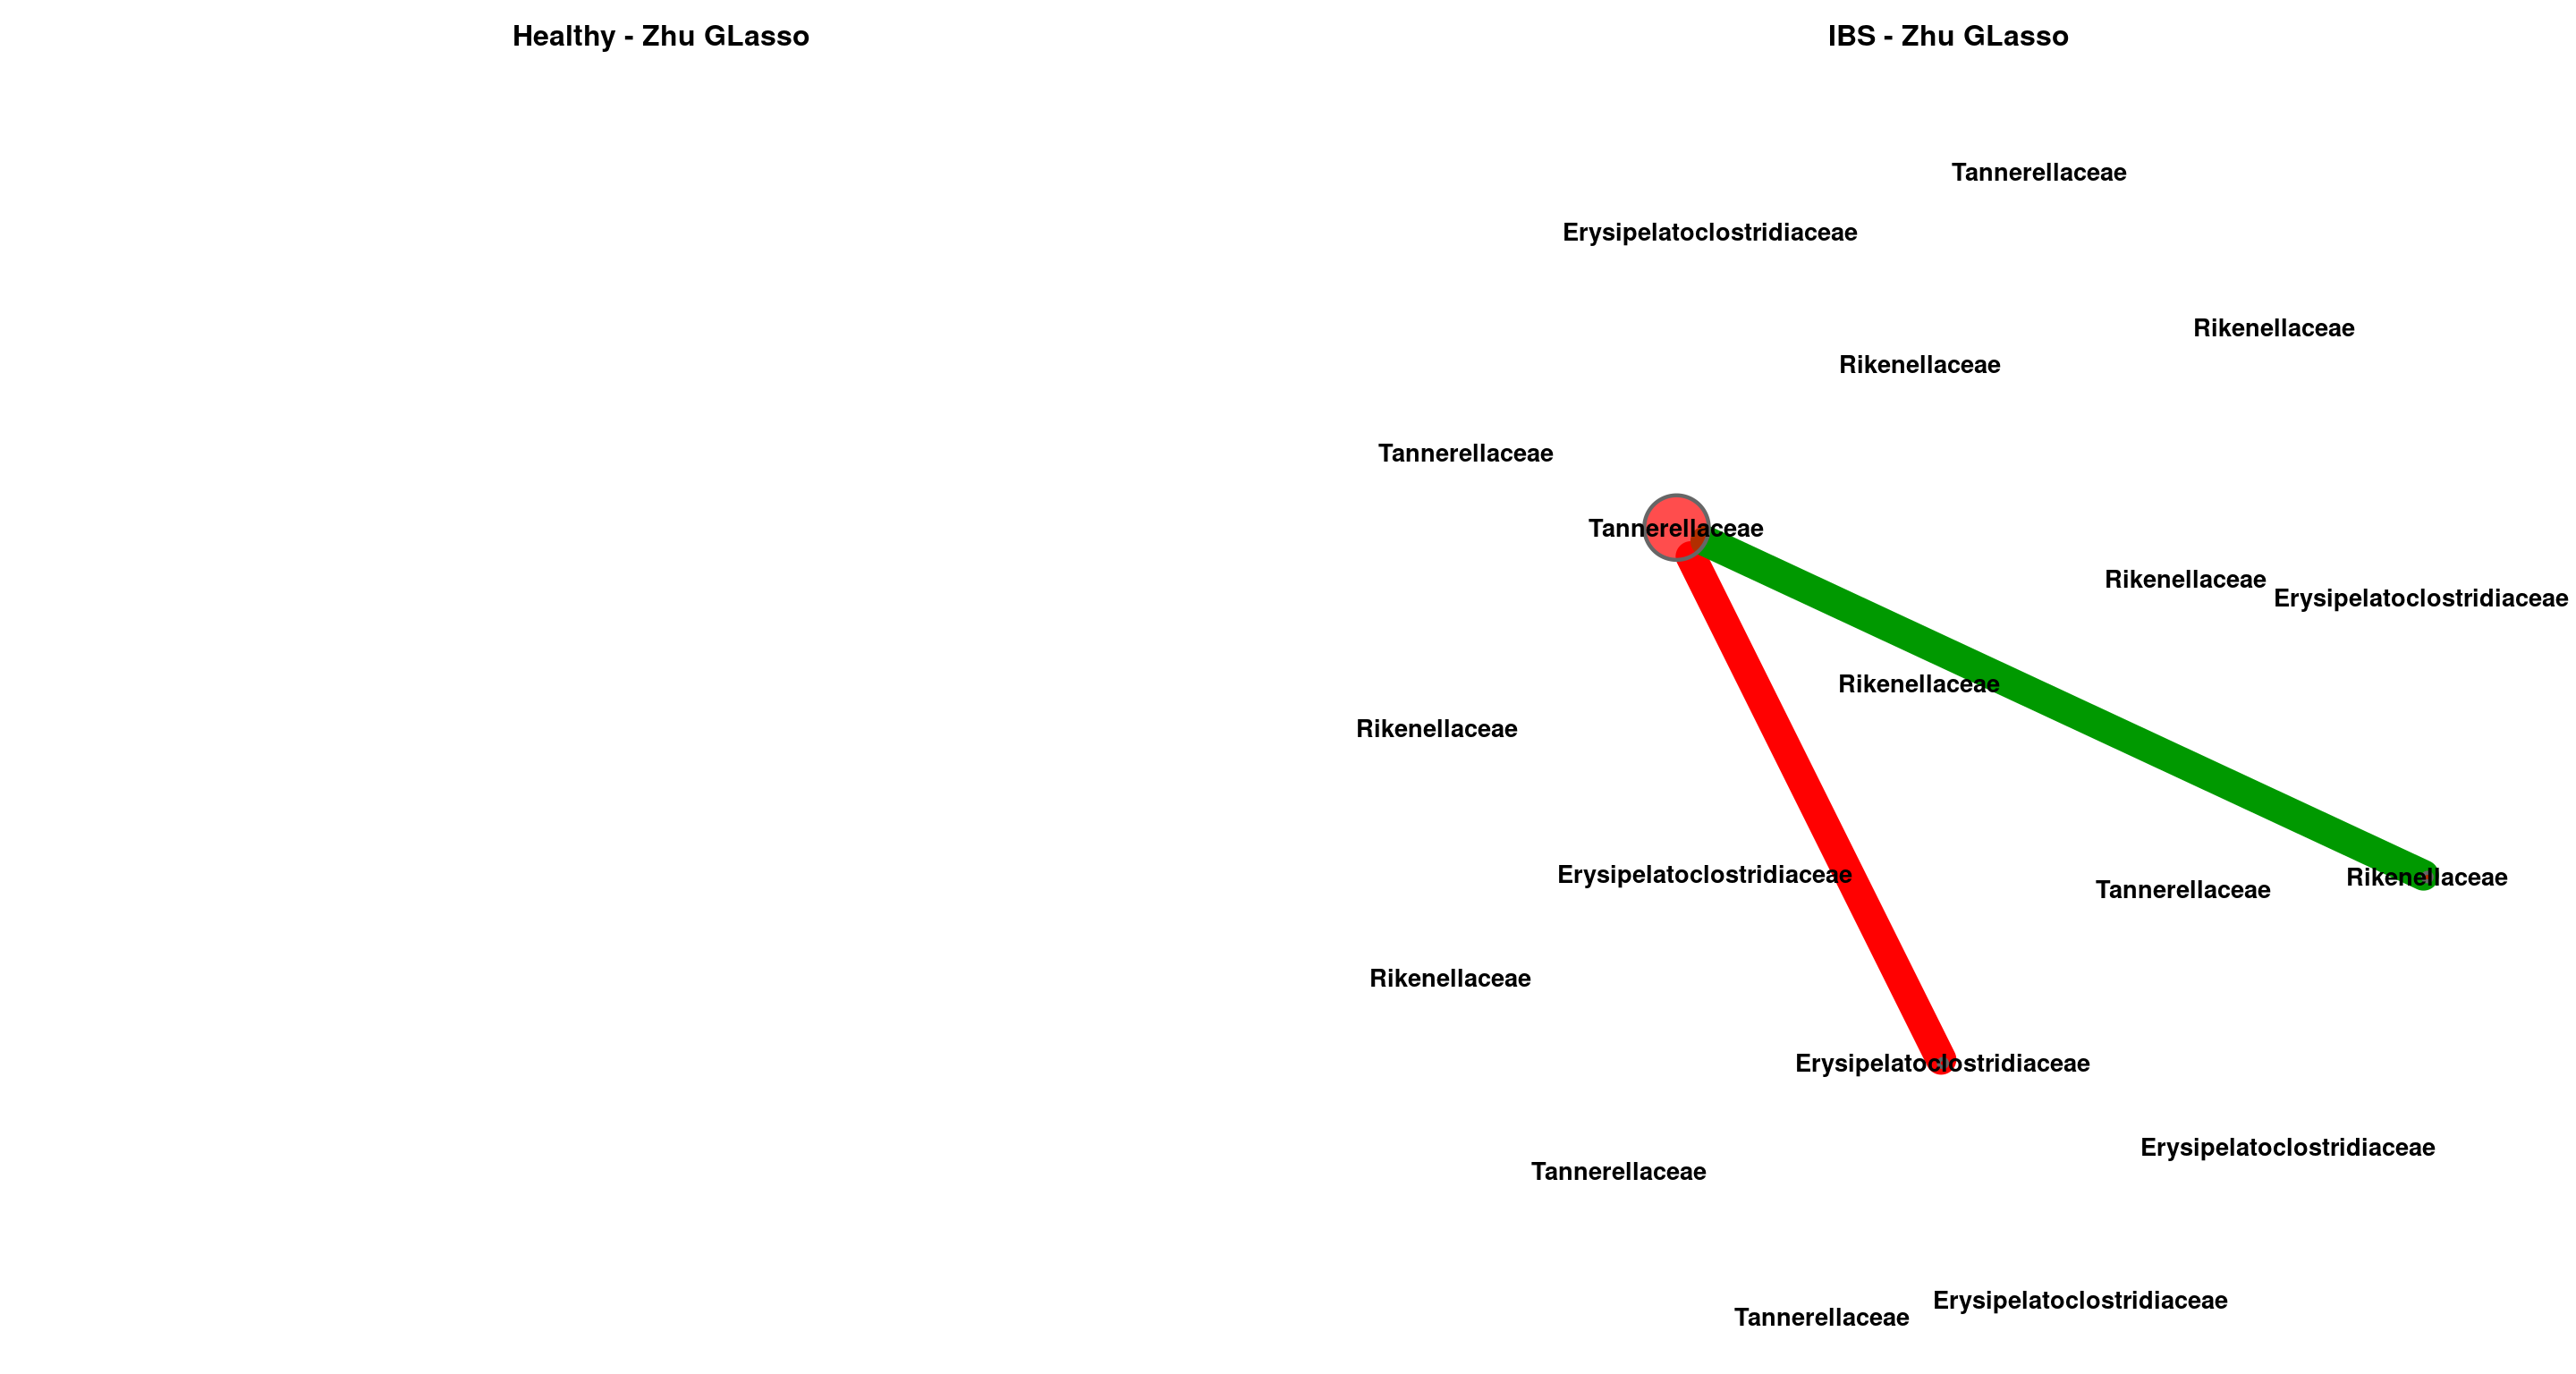 Healthy - Zhu GLasso
IBS - Zhu GLasso
Tannerellaceae
Erysipelatoclostridiaceae
Rikenellaceae
Rikenellaceae
Tannerellaceae
Tannerellaceae
Rikenellaceae
Erysipelatoclostridiaceae
Rikenellaceae
Rikenellaceae
Erysipelatoclostridiaceae
Rikenellaceae
Tannerellaceae
Rikenellaceae
Erysipelatoclostridiaceae
Erysipelatoclostridiaceae
Tannerellaceae
Erysipelatoclostridiaceae
Tannerellaceae